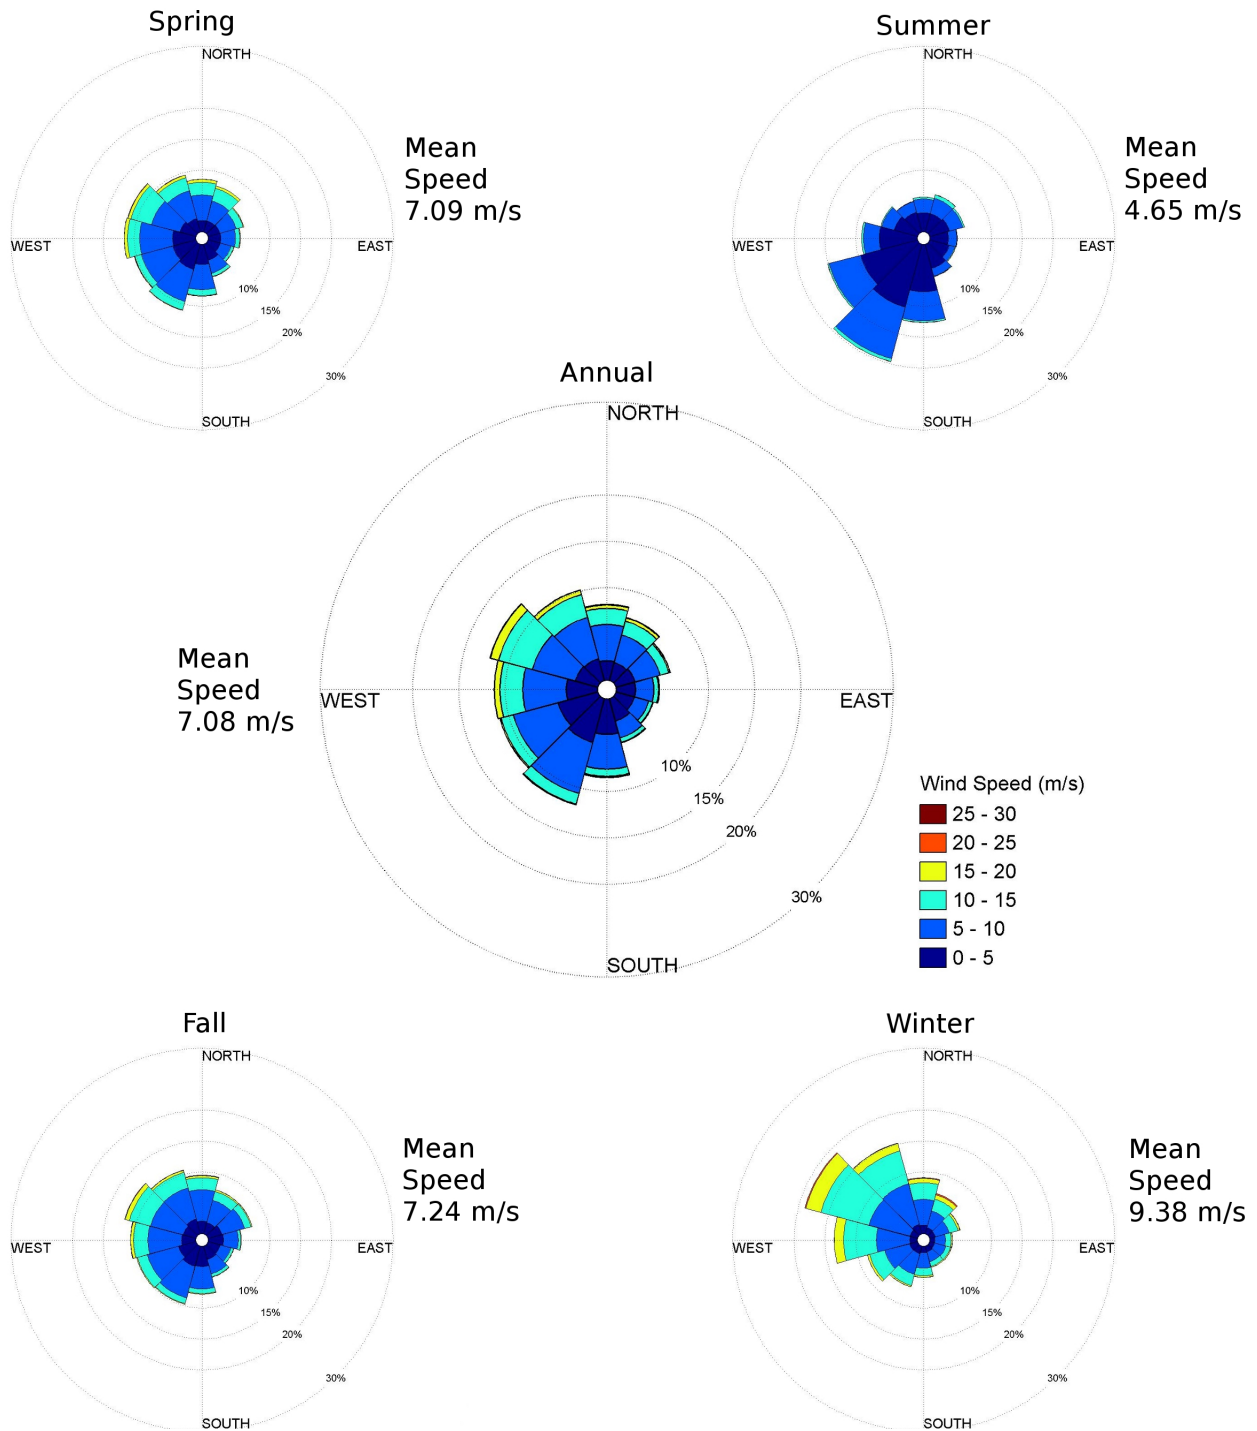 Spring
NORTH
WEST
EAST
SOUTH
10%
15%
20%
30%
Mean
Speed
7.09 m/s
Summer
NORTH
WEST
EAST
SOUTH
10%
15%
20%
30%
Mean
Speed
4.65 m/s
Annual
NORTH
WEST
EAST
SOUTH
10%
15%
20%
30%
Mean
Speed
7.08 m/s
Wind Speed (m/s)
25 - 30
20 - 25
15 - 20
10 - 15
5 - 10
0 - 5
Fall
NORTH
WEST
EAST
SOUTH
10%
15%
20%
30%
Mean
Speed
7.24 m/s
Winter
NORTH
WEST
EAST
SOUTH
10%
15%
20%
30%
Mean
Speed
9.38 m/s